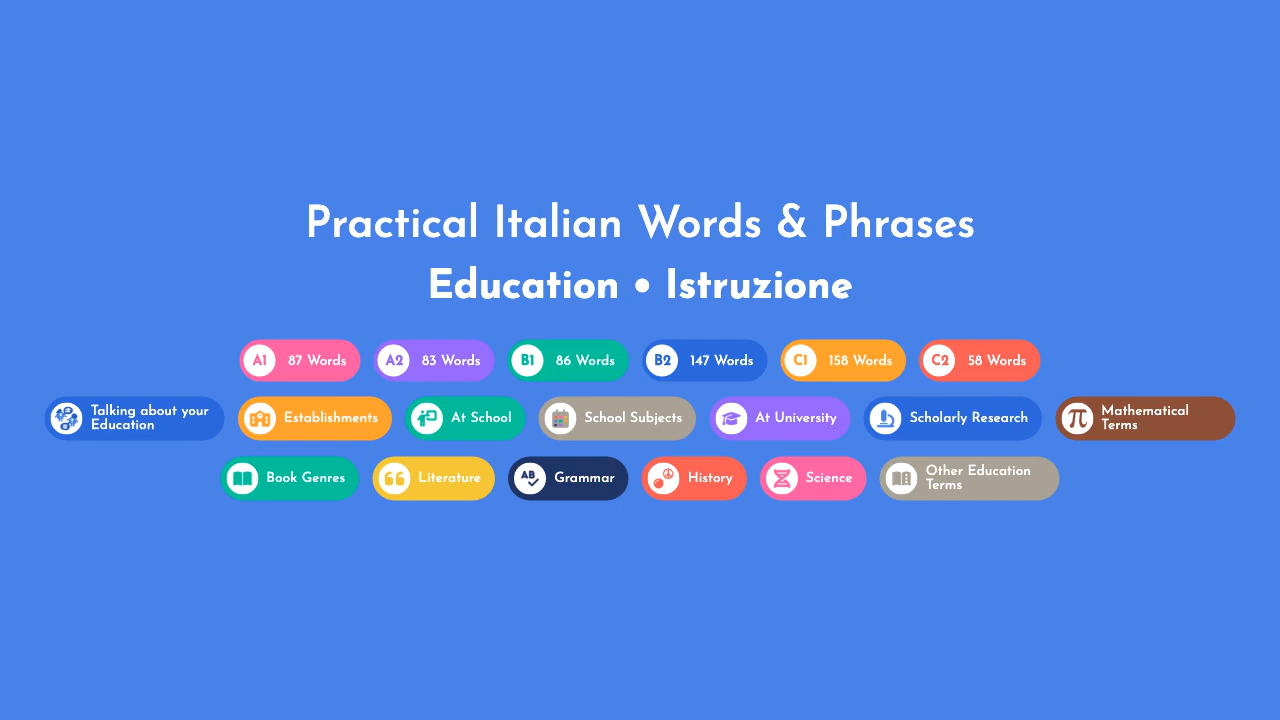 Practical Italian Words & Phrases
Education • Istruzione
A1 87 Words A2 83 Words B1 86 Words B2 147 Words C1 158 Words C2 58 Words
Talking about your Education Establishments At School School Subjects At University Scholarly Research Mathematical Terms
Book Genres Literature AB Grammar History Science Other Education Terms